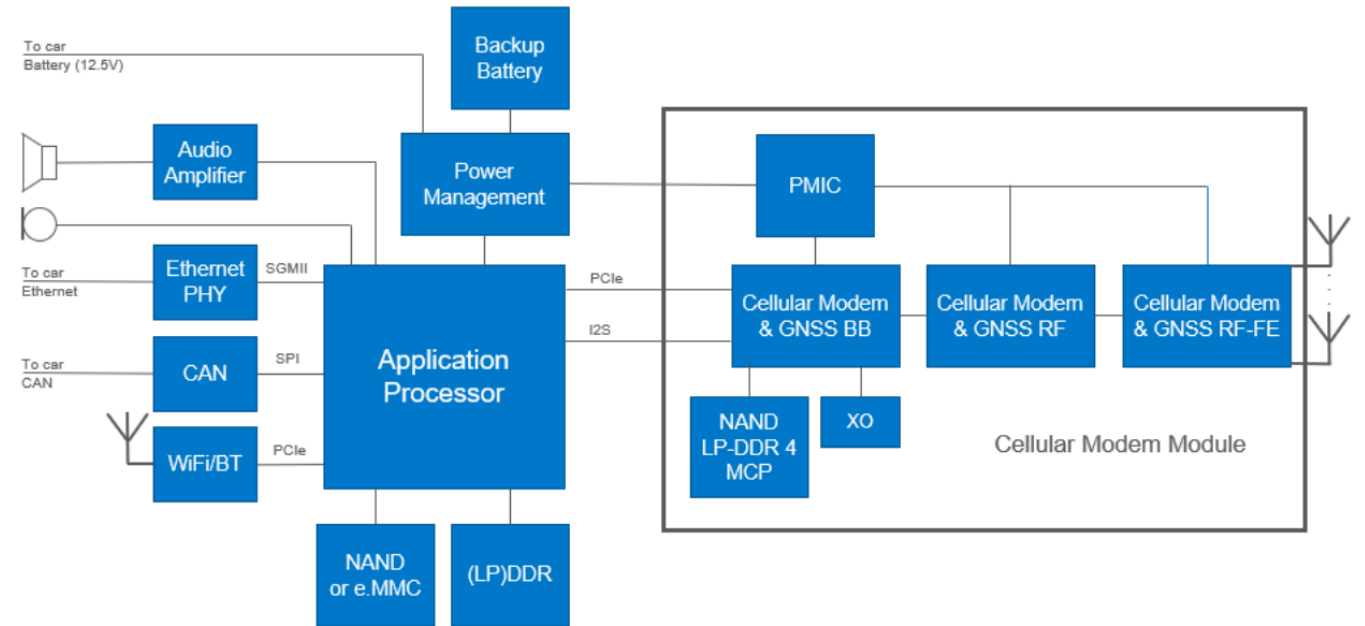 To car
Battery (12.5V)
Backup
Battery
Audio
Amplifier
Power
Management
PMIC
To car
Ethernet
Ethernet
PHY
SGMII
PCIe
Cellular Modem
& GNSS BB
Cellular Modem
& GNSS RF
Cellular Modem
& GNSS RF-FE
I2S
Application
Processor
To car
CAN
CAN
SPI
WiFi/BT
PCIe
NAND
LP-DDR 4
MCP
XO
Cellular Modem Module
NAND
or e.MMC
(LP)DDR